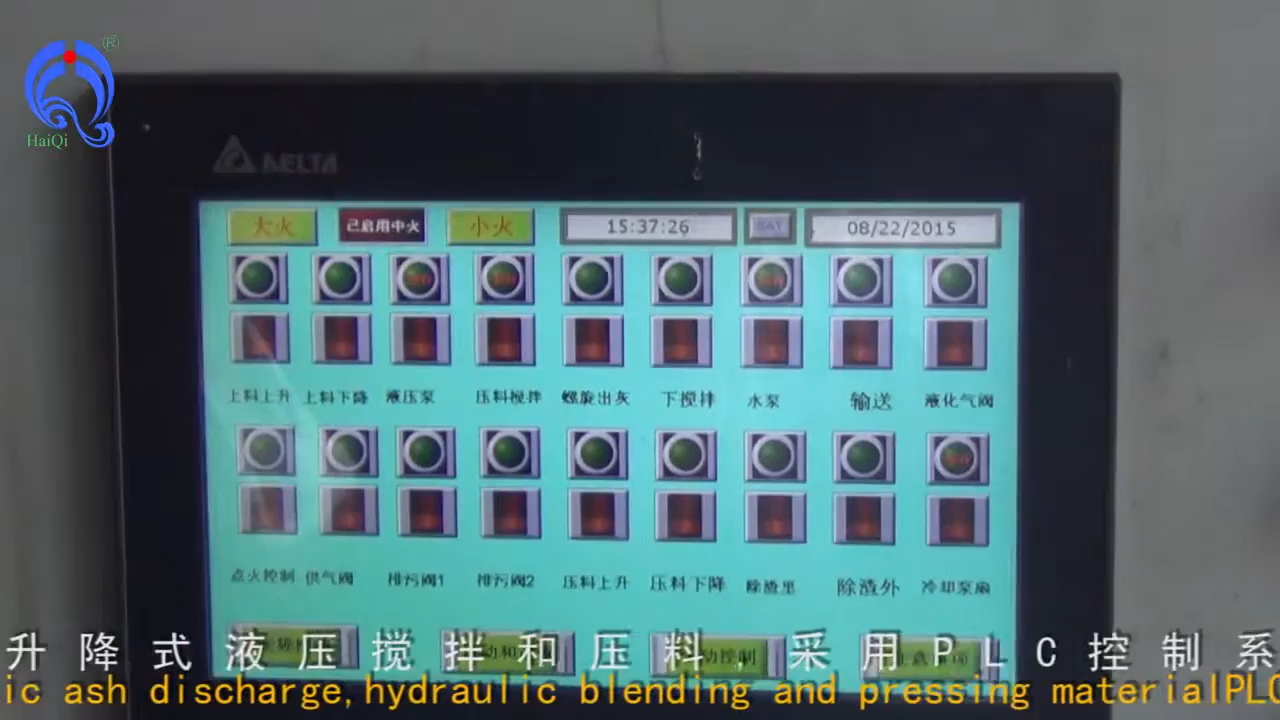 ®
HaiQi
DELTA
大火 已启用中火 小火 15:37:26 SAT 08/22/2015
上料上升 上料下降 液压泵 压料搅拌 螺旋出灰 下搅拌 水泵 输送 液化气阀
点火控制 供气阀 排污阀1 排污阀2 压料上升 压料下降 除渣里 除渣外 冷却泵扇
升降式液压搅拌和压料.采用PLC控制系
ic ash discharge,hydraulic blending and pressing materialPLC